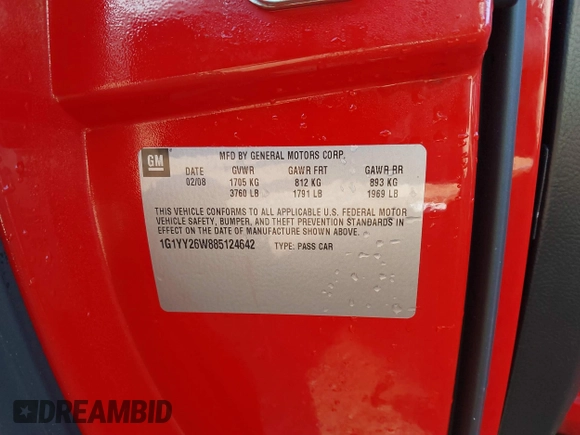 GM
MFD BY GENERAL MOTORS CORP.
DATE GVWR GAWR FRT GAWR RR
02/08 1705 KG 812 KG 893 KG
3760 LB 1791 LB 1969 LB
THIS VEHICLE CONFORMS TO ALL APPLICABLE U.S. FEDERAL MOTOR
VEHICLE SAFETY, BUMPER, AND THEFT PREVENTION STANDARDS IN
EFFECT ON THE DATE OF MANUFACTURE SHOWN ABOVE.
1G1YY26W885124642 TYPE: PASS CAR
DREAMBID